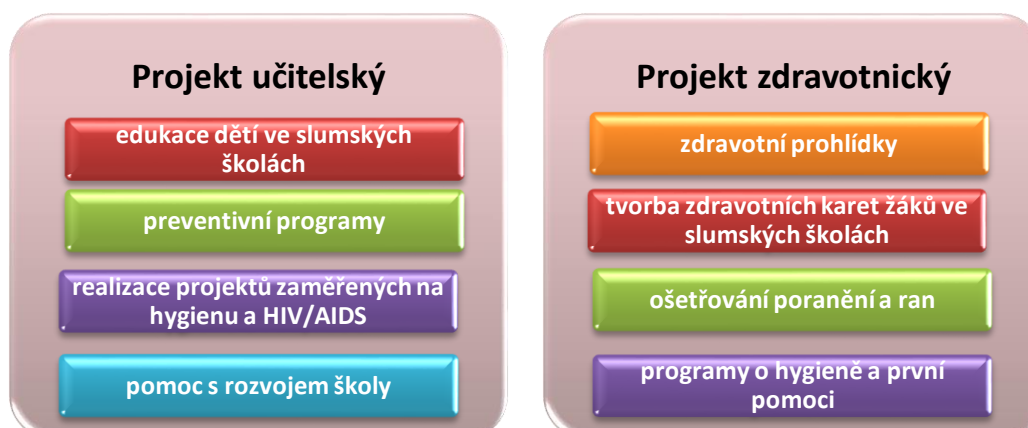 Projekt učitelský
edukace dětí ve slumských
školách
preventivní programy
realizace projektů zaměřených na
hygienu a HIV/AIDS
pomoc s rozvojem školy
Projekt zdravotnický
zdravotní prohlídky
tvorba zdravotních karet žáků ve
slumských školách
ošetřování poranění a ran
programy o hygieně a první
pomoci